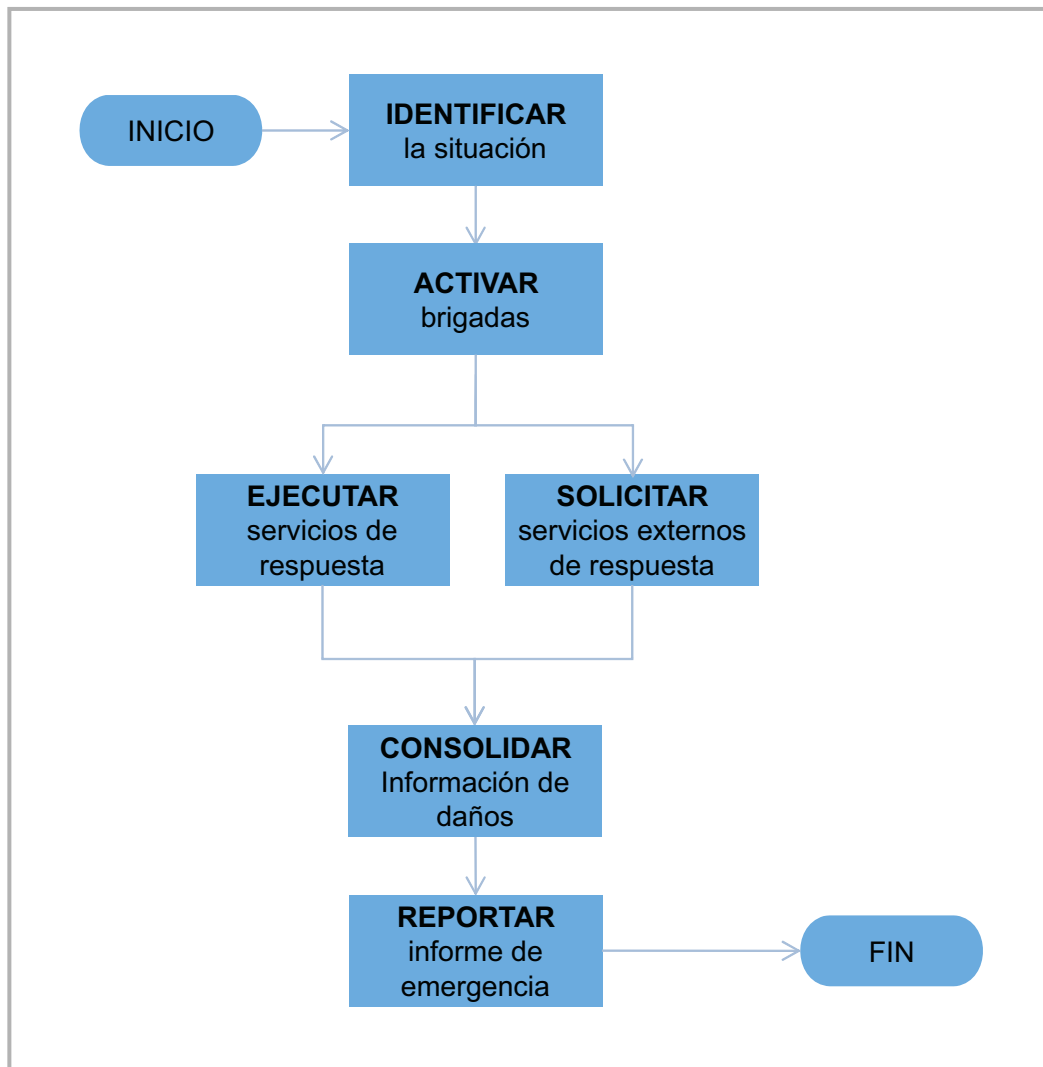 INICIO
IDENTIFICAR
la situación
ACTIVAR
brigadas
EJECUTAR
servicios de
respuesta
SOLICITAR
servicios externos
de respuesta
CONSOLIDAR
Información de
daños
REPORTAR
informe de
emergencia
FIN